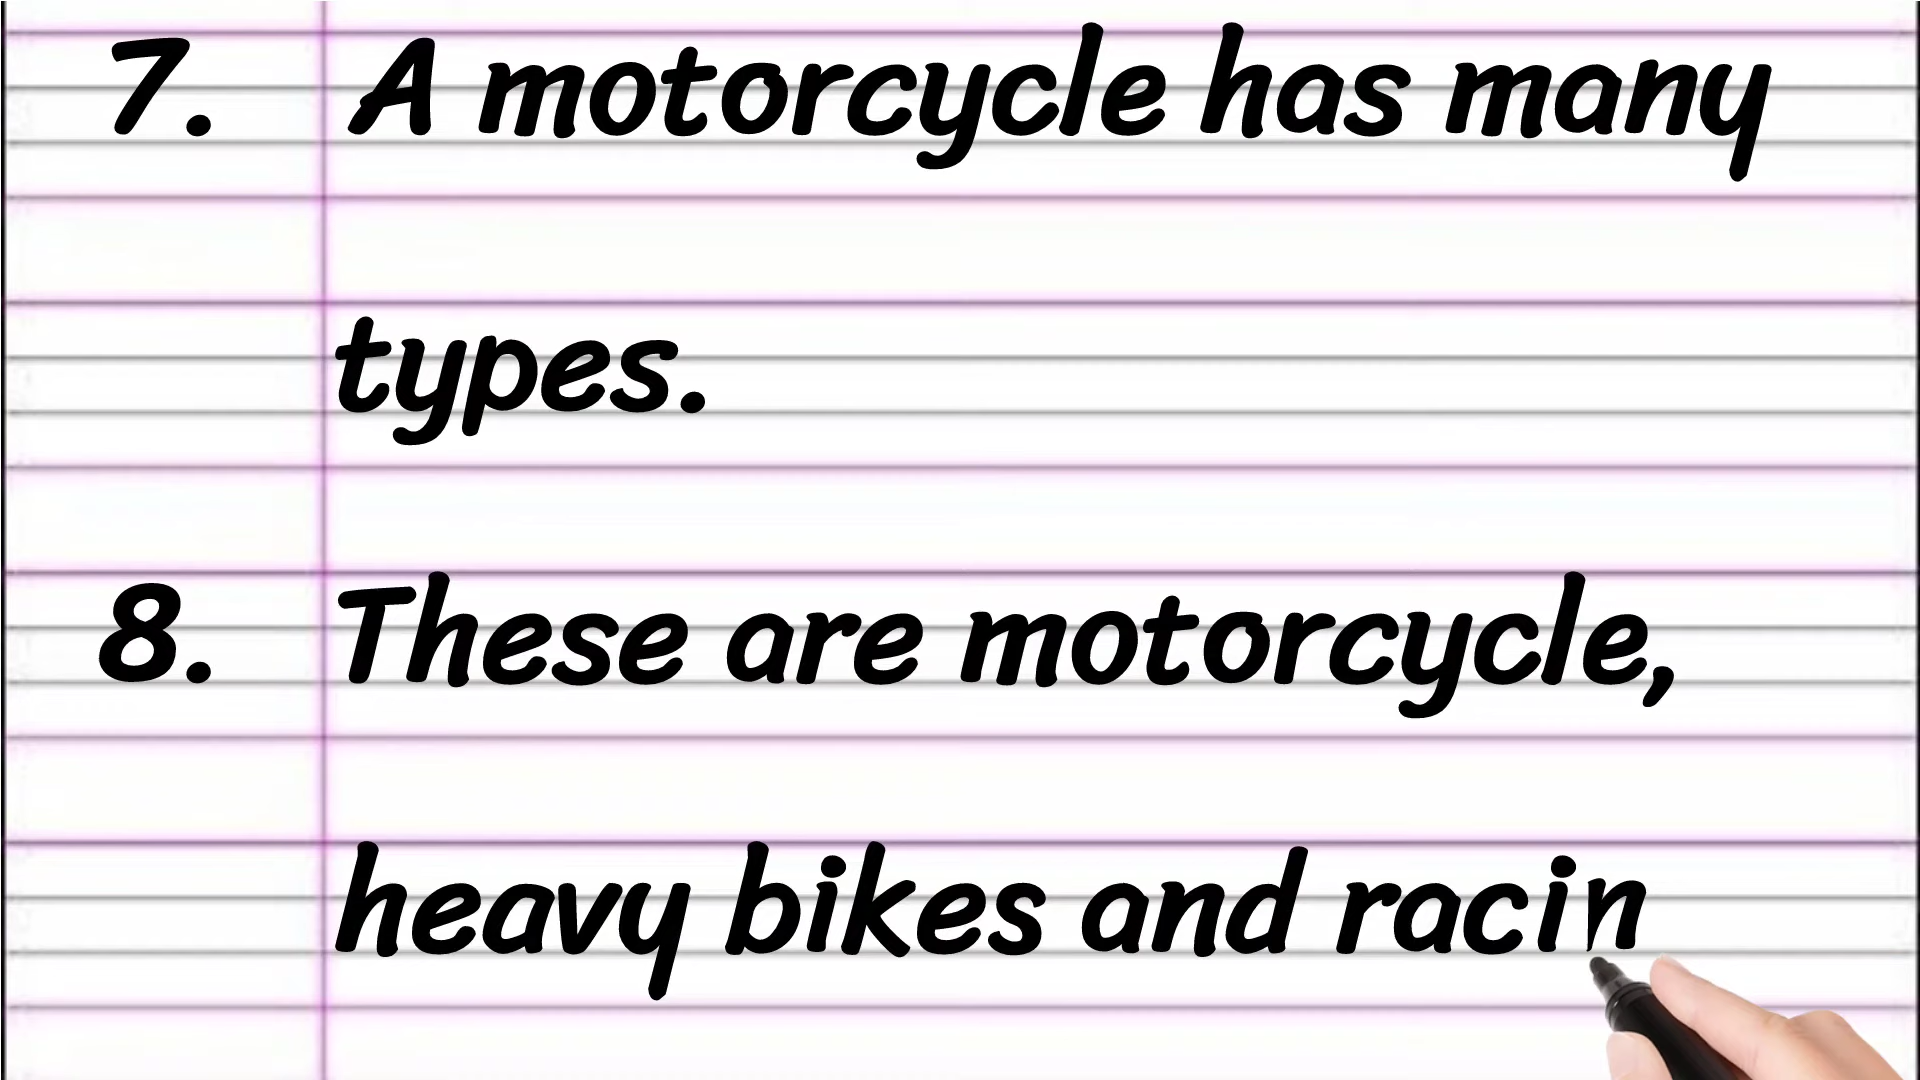 7. A motorcycle has many
types.
8. These are motorcycle,
heavy bikes and racin